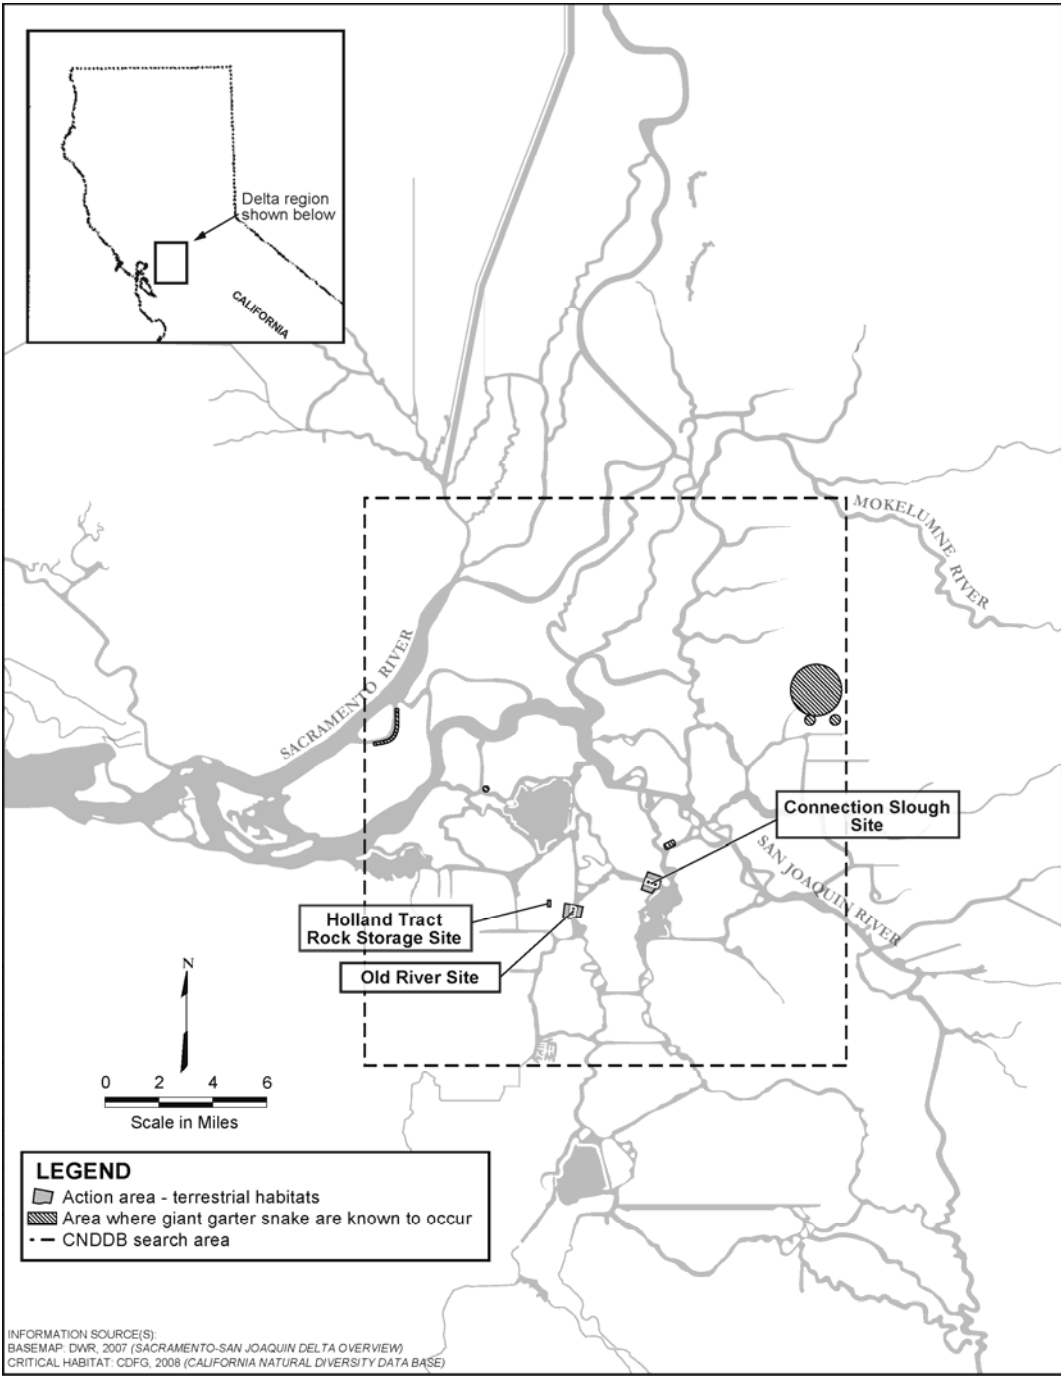 Delta region
shown below
CALIFORNIA
MOKELUMNE
RIVER
SACRAMENTO RIVER
Connection Slough
Site
SAN JOAQUIN RIVER
Holland Tract
Rock Storage Site
Old River Site
N
0 2 4 6
Scale in Miles
LEGEND
Action area - terrestrial habitats
Area where giant garter snake are known to occur
CNDDB search area
INFORMATION SOURCE(S):
BASEMAP: DWR, 2007 (SACRAMENTO-SAN JOAQUIN DELTA OVERVIEW)
CRITICAL HABITAT: CDFG, 2008 (CALIFORNIA NATURAL DIVERSITY DATA BASE)